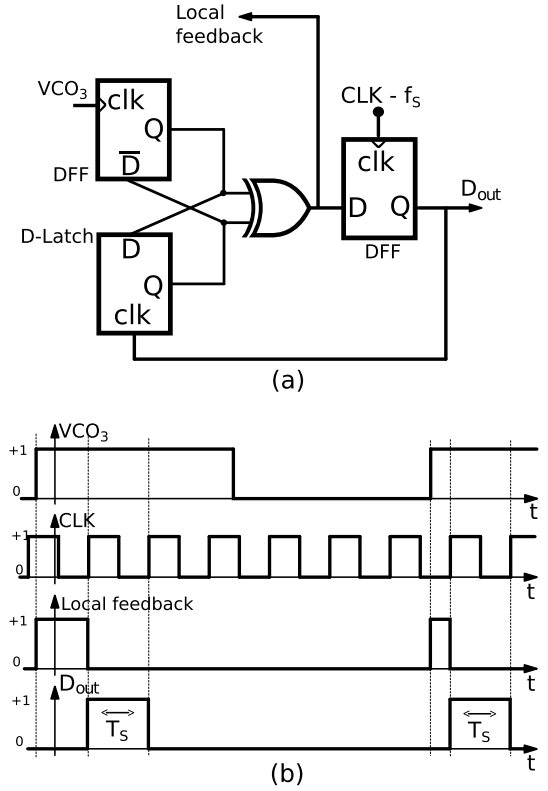 Local
feedback
VCO₃
clk
Q
D̅
DFF
CLK - fS
clk
D Q
DFF
Dout
D-Latch
D
Q
clk
(a)
VCO₃
+1
0
t
CLK
+1
0
t
Local feedback
+1
0
t
Dout
+1
TS
TS
0
t
(b)